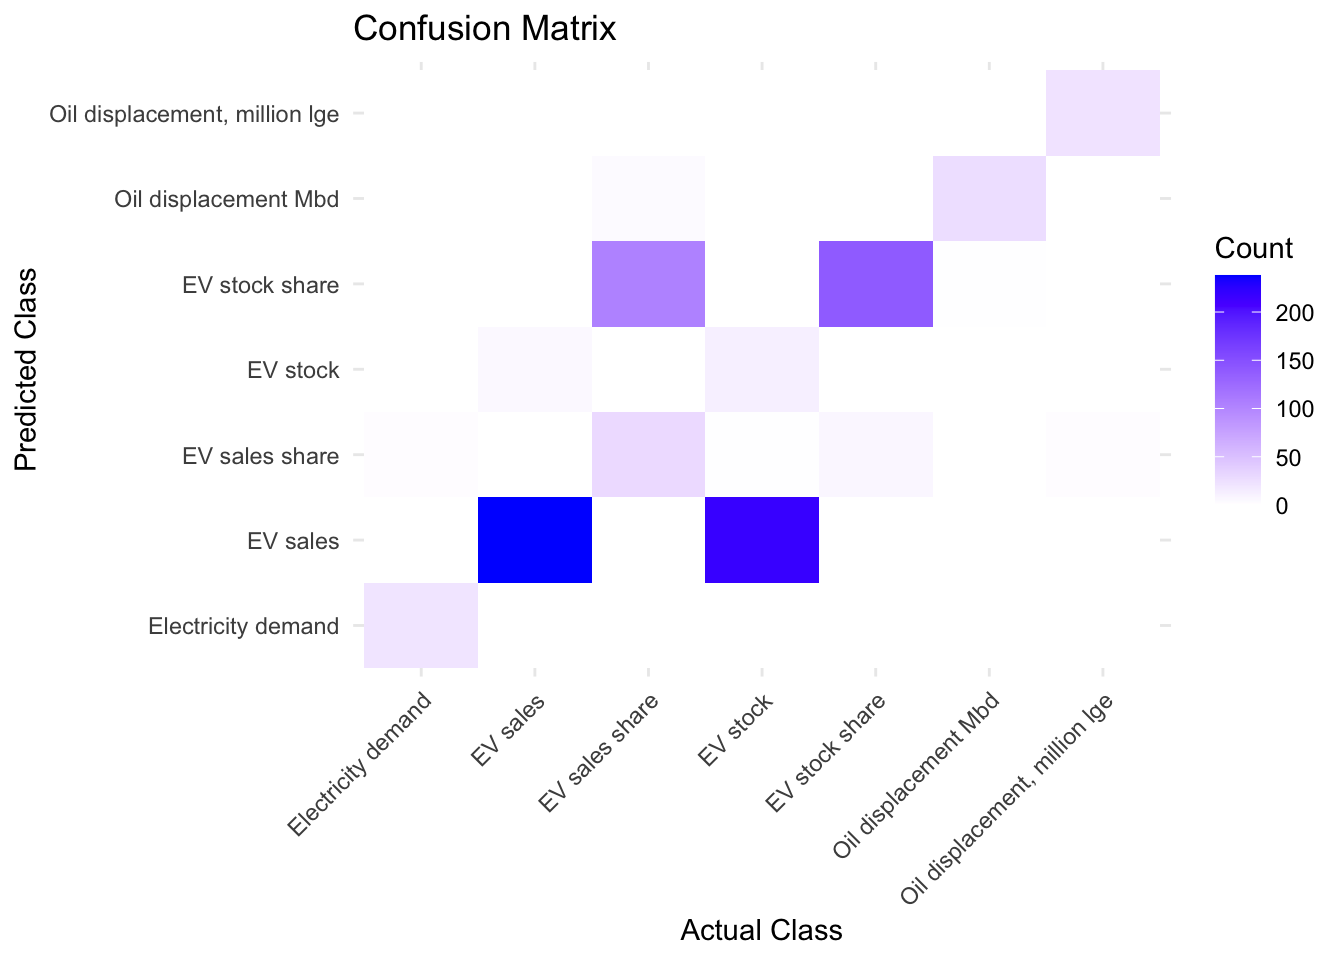 Confusion Matrix
Predicted Class
Oil displacement, million lge
Oil displacement Mbd
EV stock share
EV stock
EV sales share
EV sales
Electricity demand
Electricity demand
EV sales
EV sales share
EV stock
EV stock share
Oil displacement Mbd
Oil displacement, million lge
Actual Class
Count
200
150
100
50
0